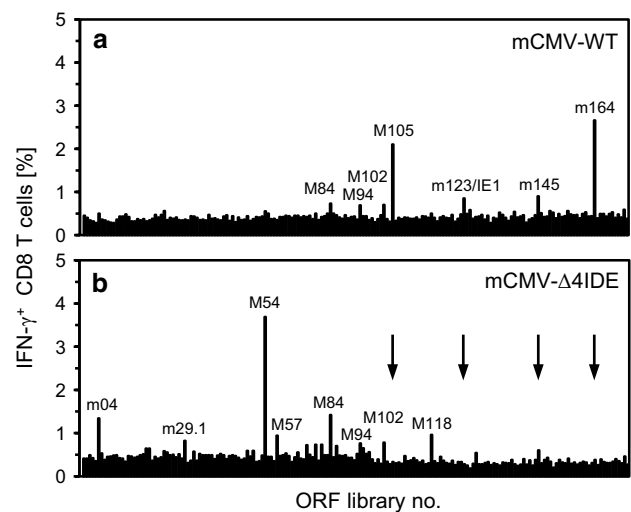 a
mCMV-WT
5
4
3
2
1
0
M84
M94
M102
M105
m123/IE1
m145
m164
IFN-γ⁺ CD8 T cells [%]
b
mCMV-Δ4IDE
5
4
3
2
1
0
m04
m29.1
M54
M57
M84
M94
M102
M118
ORF library no.